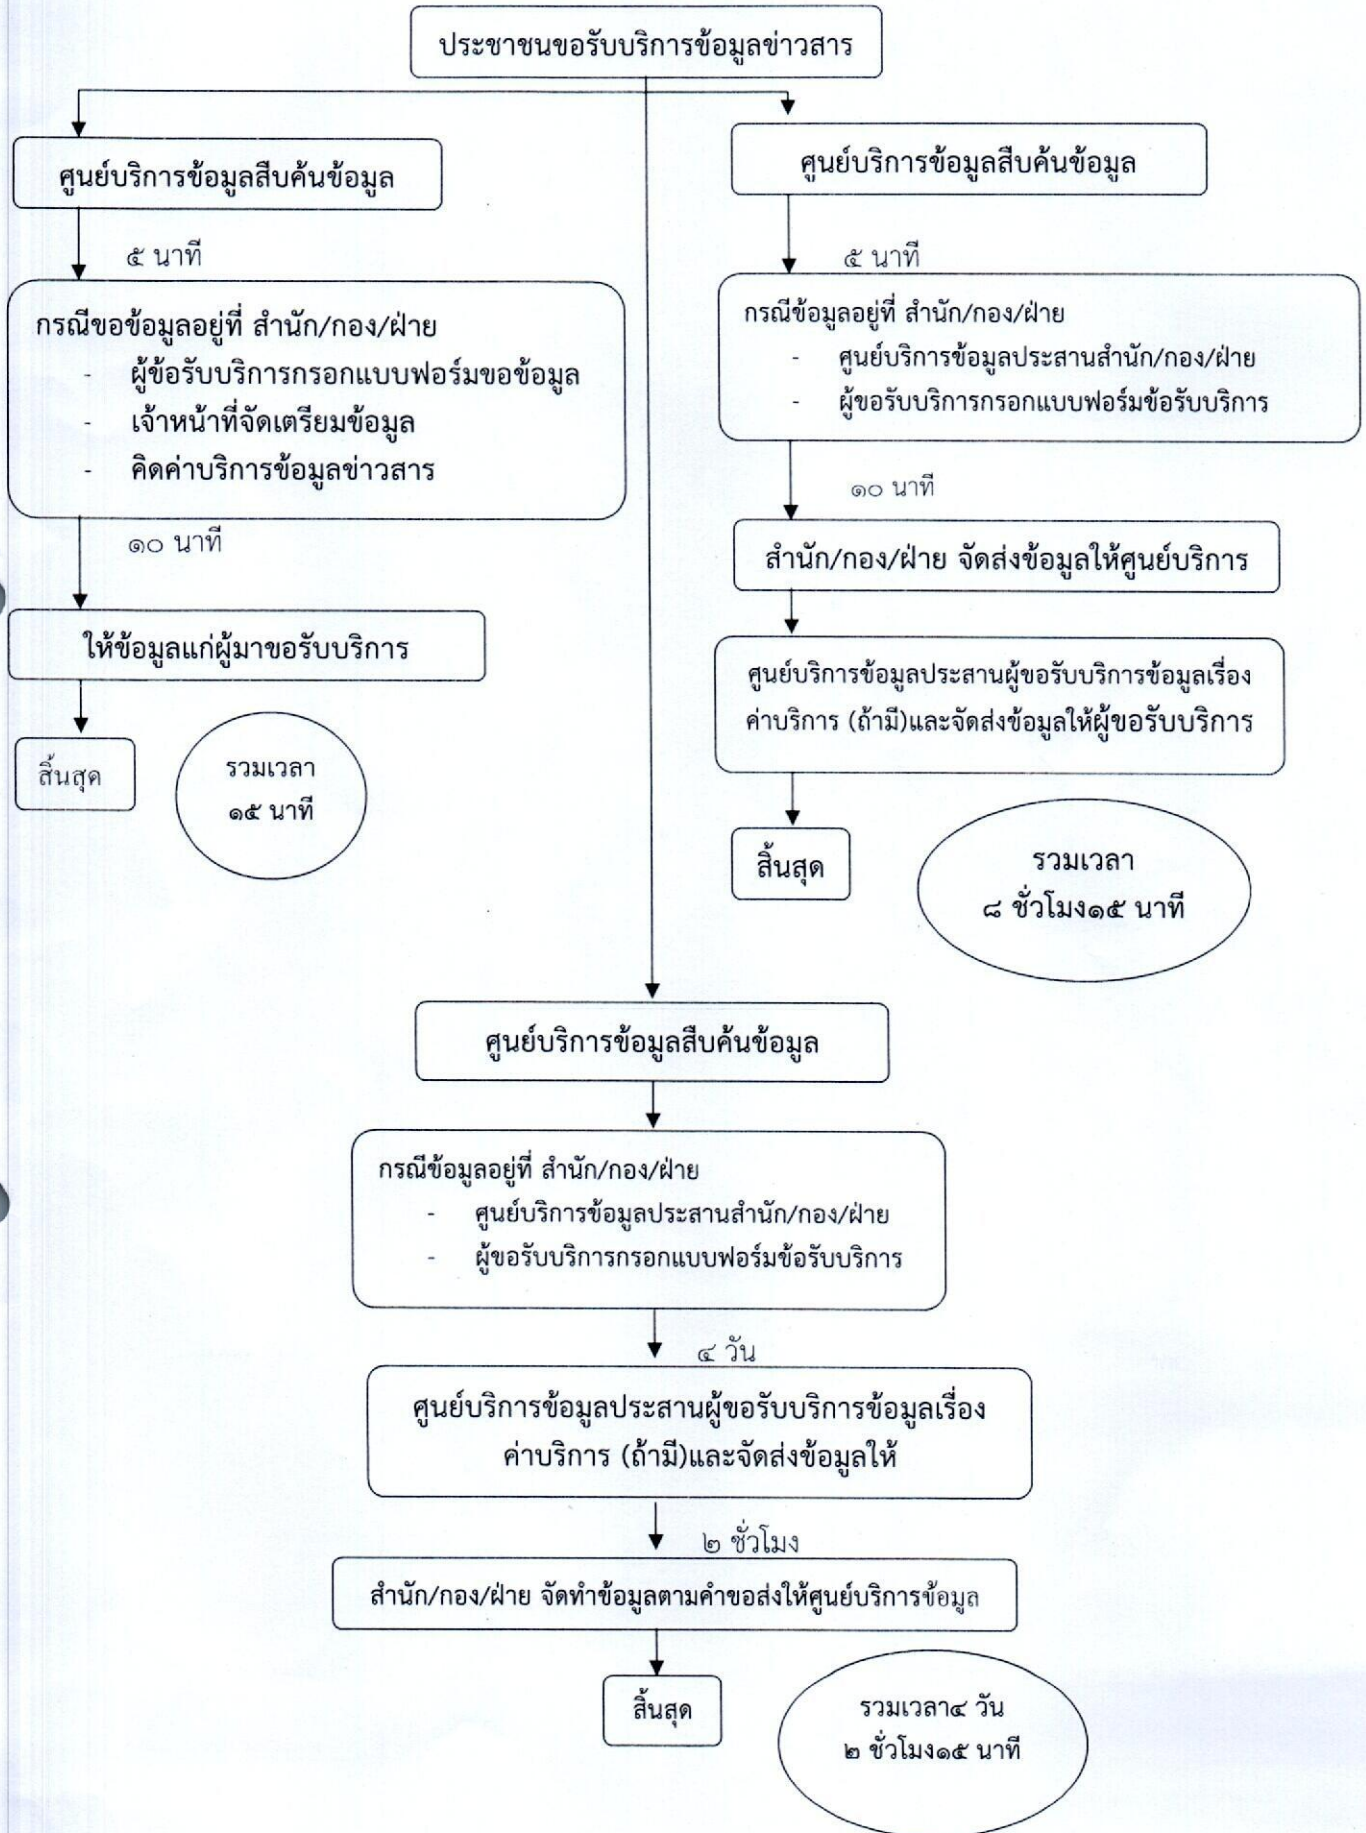 ประชาชนขอรับบริการข้อมูลข่าวสาร
ศูนย์บริการข้อมูลสืบค้นข้อมูล
๕ นาที
กรณีขอข้อมูลอยู่ที่ สำนัก/กอง/ฝ่าย
- ผู้ข้อรับบริการกรอกแบบฟอร์มขอข้อมูล
- เจ้าหน้าที่จัดเตรียมข้อมูล
- คิดค่าบริการข้อมูลข่าวสาร
๑๐ นาที
ให้ข้อมูลแก่ผู้มาขอรับบริการ
สิ้นสุด
รวมเวลา
๑๕ นาที
ศูนย์บริการข้อมูลสืบค้นข้อมูล
๕ นาที
กรณีข้อมูลอยู่ที่ สำนัก/กอง/ฝ่าย
- ศูนย์บริการข้อมูลประสานสำนัก/กอง/ฝ่าย
- ผู้ขอรับบริการกรอกแบบฟอร์มข้อรับบริการ
๑๐ นาที
สำนัก/กอง/ฝ่าย จัดส่งข้อมูลให้ศูนย์บริการ
ศูนย์บริการข้อมูลประสานผู้ขอรับบริการข้อมูลเรื่อง
ค่าบริการ (ถ้ามี)และจัดส่งข้อมูลให้ผู้ขอรับบริการ
สิ้นสุด
รวมเวลา
๘ ชั่วโมง๑๕ นาที
ศูนย์บริการข้อมูลสืบค้นข้อมูล
กรณีข้อมูลอยู่ที่ สำนัก/กอง/ฝ่าย
- ศูนย์บริการข้อมูลประสานสำนัก/กอง/ฝ่าย
- ผู้ขอรับบริการกรอกแบบฟอร์มข้อรับบริการ
๔ วัน
ศูนย์บริการข้อมูลประสานผู้ขอรับบริการข้อมูลเรื่อง
ค่าบริการ (ถ้ามี)และจัดส่งข้อมูลให้
๒ ชั่วโมง
สำนัก/กอง/ฝ่าย จัดทำข้อมูลตามคำขอส่งให้ศูนย์บริการข้อมูล
สิ้นสุด
รวมเวลา๔ วัน
๒ ชั่วโมง๑๕ นาที